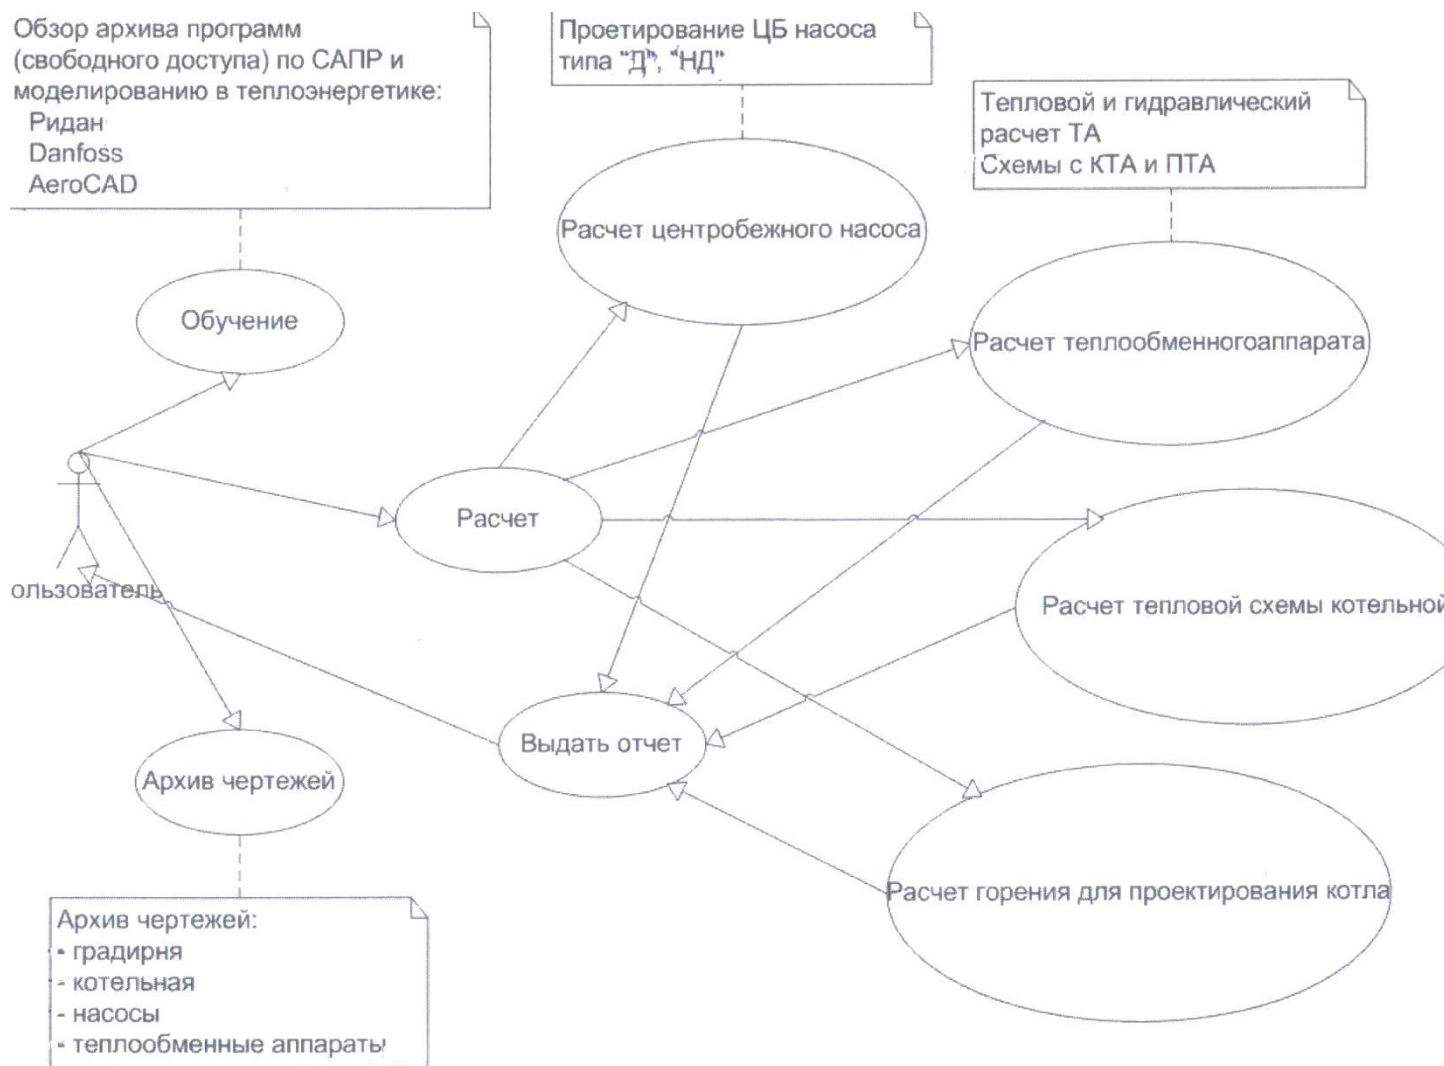 Обзор архива программ
(свободного доступа) по САПР и
моделированию в теплоэнергетике:
Ридан
Danfoss
AeroCAD
Проетирование ЦБ насоса
типа "Д", "НД"
Тепловой и гидравлический
расчет ТА
Схемы с КТА и ПТА
Расчет центробежного насоса
Обучение
Расчет теплообменногоаппарата
Расчет
ользователь
Расчет тепловой схемы котельной
Выдать отчет
Архив чертежей
Расчет горения для проектирования котла
Архив чертежей:
- градирня
- котельная
- насосы
- теплообменные аппараты